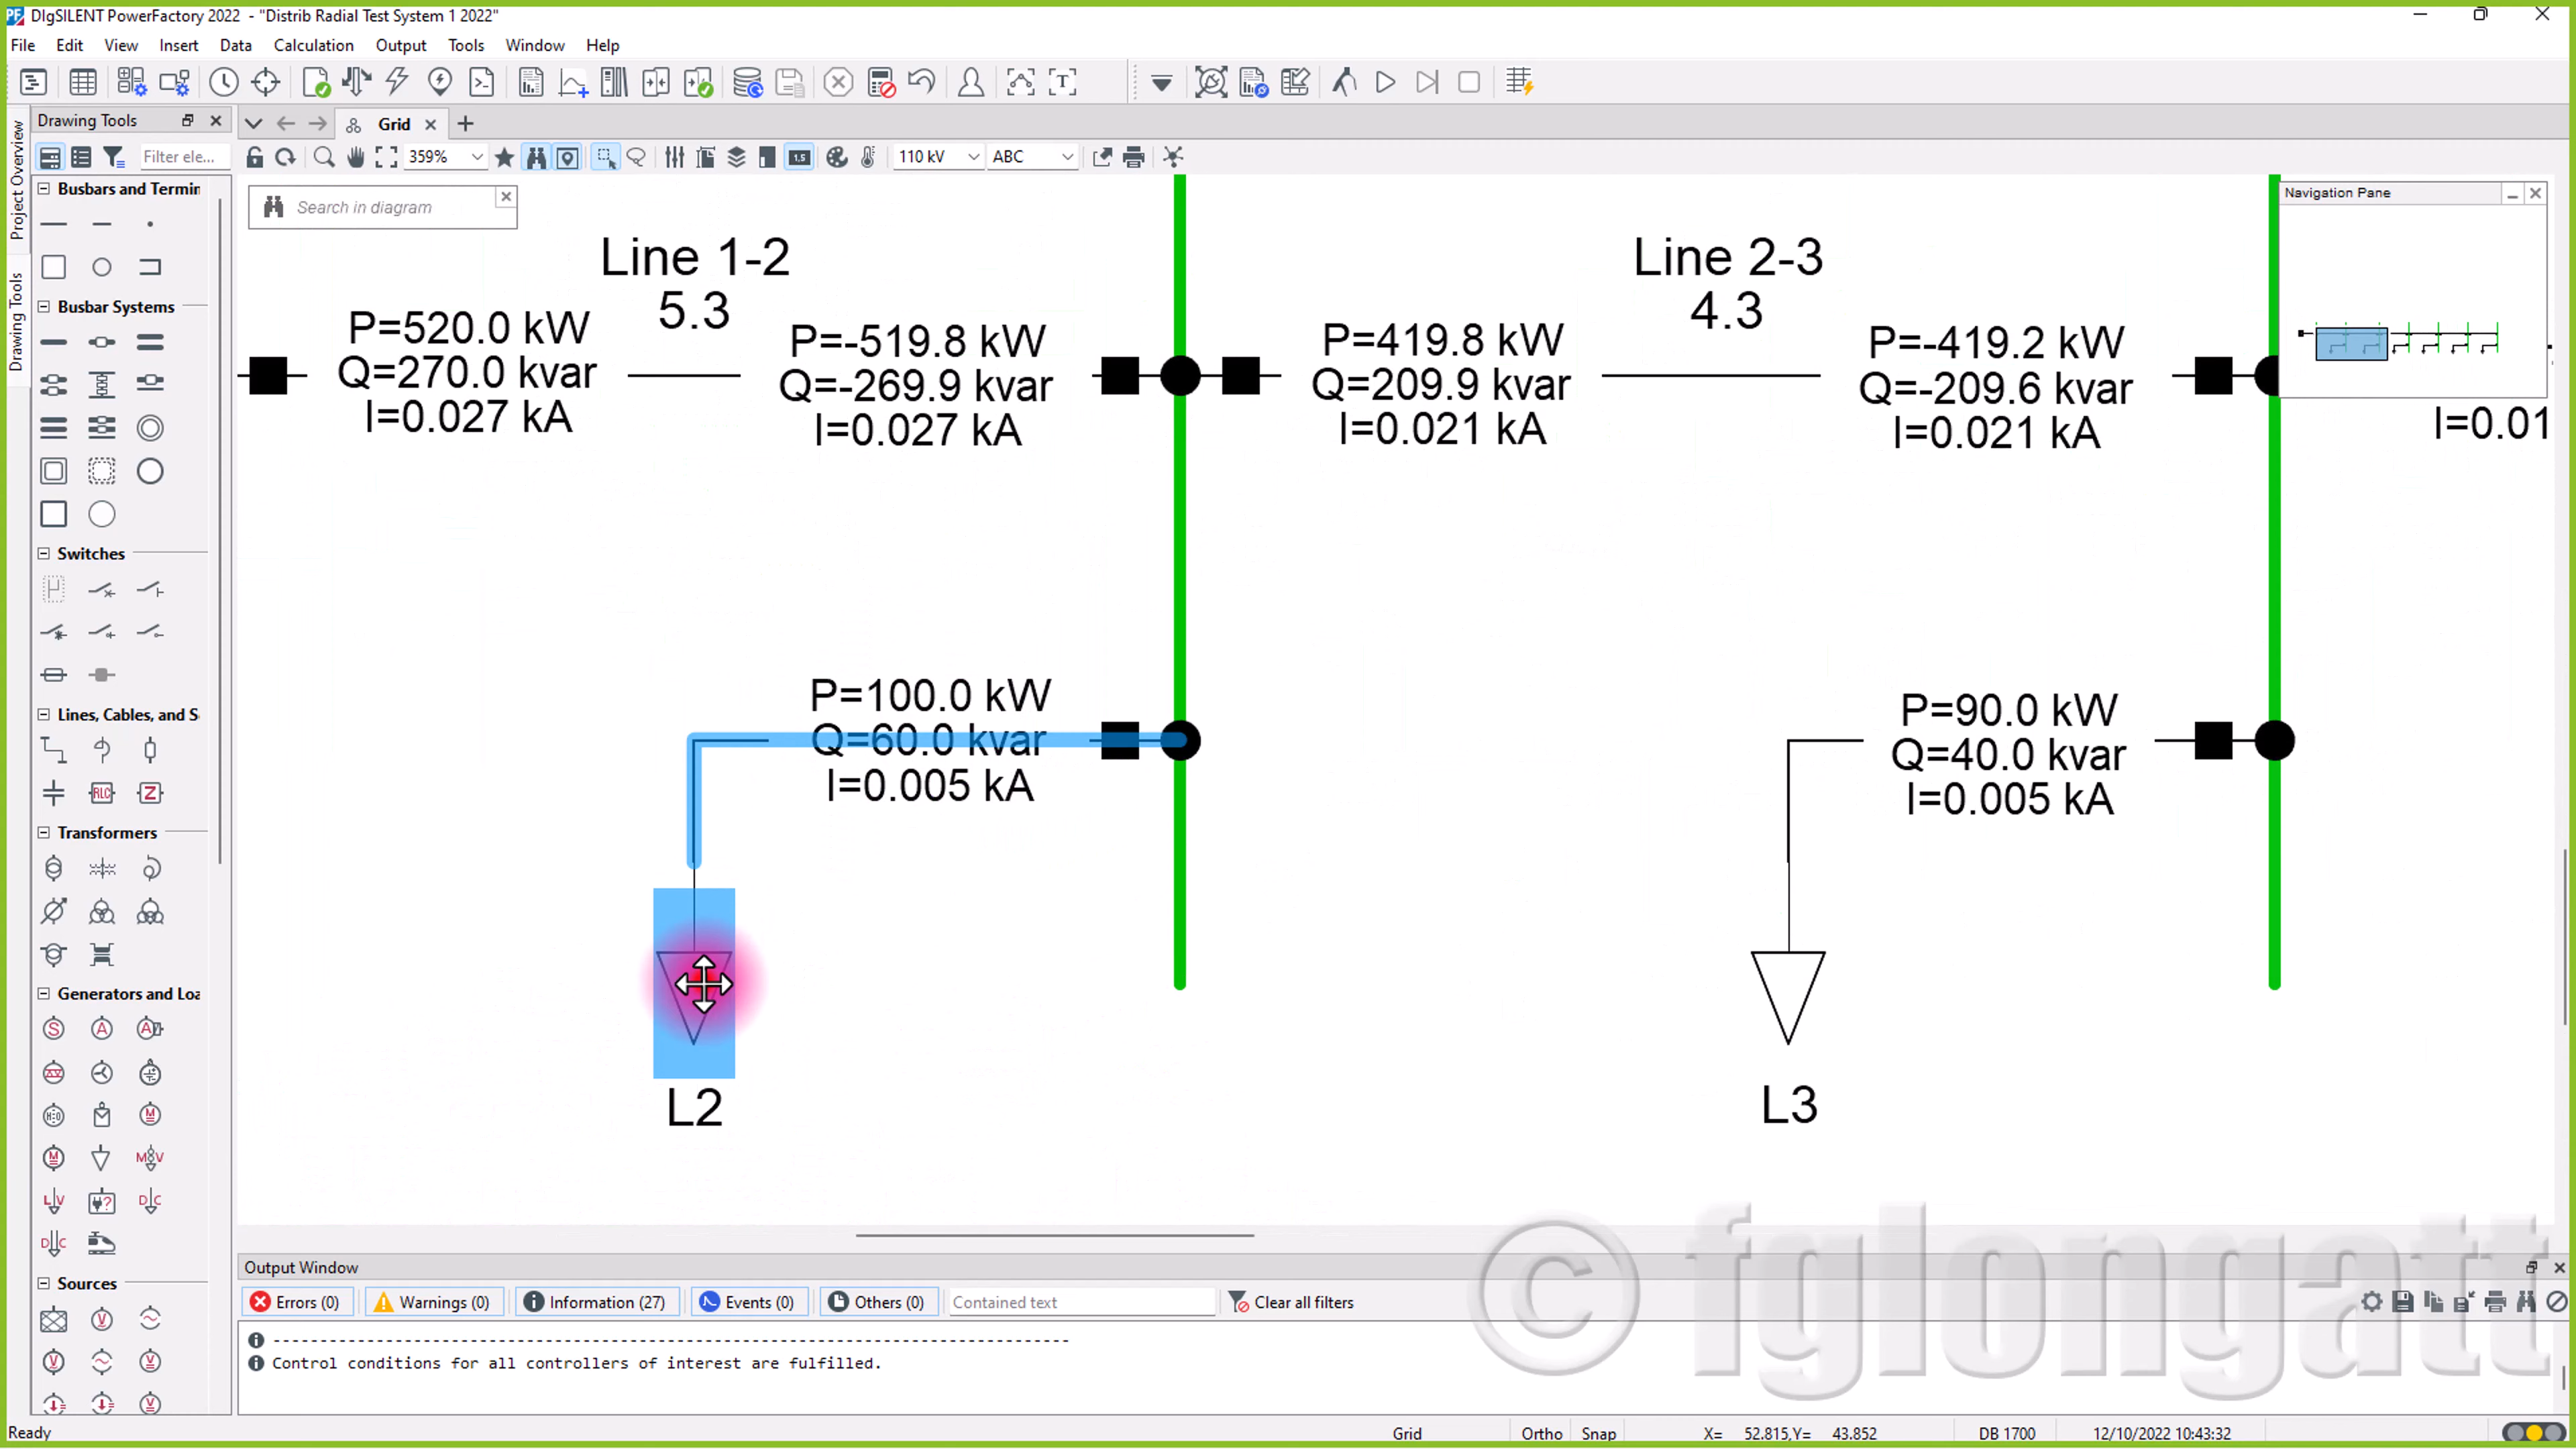 DIgSILENT PowerFactory 2022 - "Distrib Radial Test System 1 2022"
File Edit View Insert Data Calculation Output Tools Window Help
Drawing Tools
Grid
Filter ele...
359%
1.5
110 kV
ABC
Project Overview
Drawing Tools
Busbars and Termin
Busbar Systems
Switches
Lines, Cables, and S
RLC
Z
Transformers
Generators and Loa
Sources
Search in diagram
Navigation Pane
Line 1-2
5.3
P=520.0 kW
Q=270.0 kvar
I=0.027 kA
P=-519.8 kW
Q=-269.9 kvar
I=0.027 kA
Line 2-3
4.3
P=419.8 kW
Q=209.9 kvar
I=0.021 kA
P=-419.2 kW
Q=-209.6 kvar
I=0.021 kA
I=0.01
P=100.0 kW
Q=60.0 kvar
I=0.005 kA
P=90.0 kW
Q=40.0 kvar
I=0.005 kA
L2
L3
© fglongatt
Output Window
Errors (0) Warnings (0) Information (27) Events (0) Others (0) Contained text Clear all filters
--------------------------------------------------------------------------------
Control conditions for all controllers of interest are fulfilled.
Ready
Grid Ortho Snap X= 52.815,Y= 43.852 DB 1700 12/10/2022 10:43:32